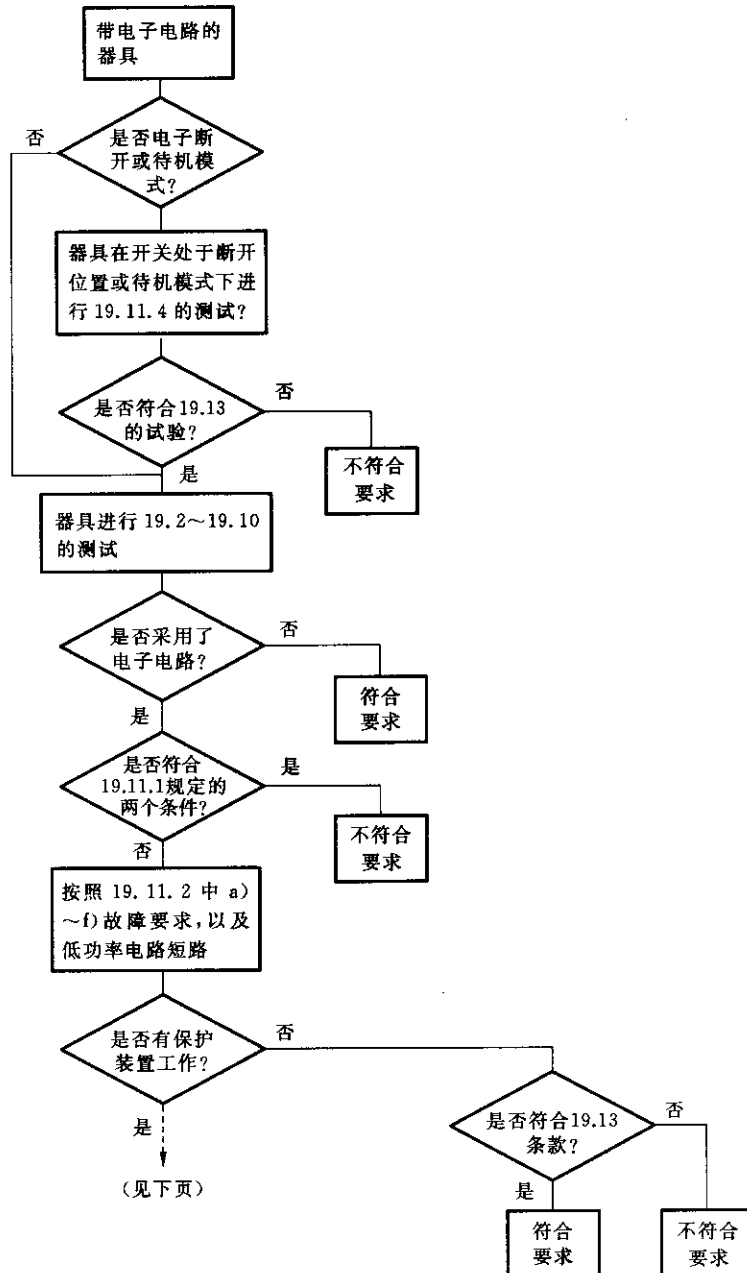 带电子电路的
器具
否
是否电子断
开或待机模
式?
器具在开关处于断开
位置或待机模式下进
行 19.11.4 的测试?
是否符合19.13
的试验?
否
是
不符合
要求
器具进行 19.2～19.10
的测试
是否采用了
电子电路?
否
是
符合
要求
是否符合
19.11.1规定的
两个条件?
是
否
不符合
要求
按照 19.11.2 中 a)
～f)故障要求,以及
低功率电路短路
是否有保护
装置工作?
否
是
(见下页)
是否符合19.13
条款?
否
是
符合
要求
不符合
要求